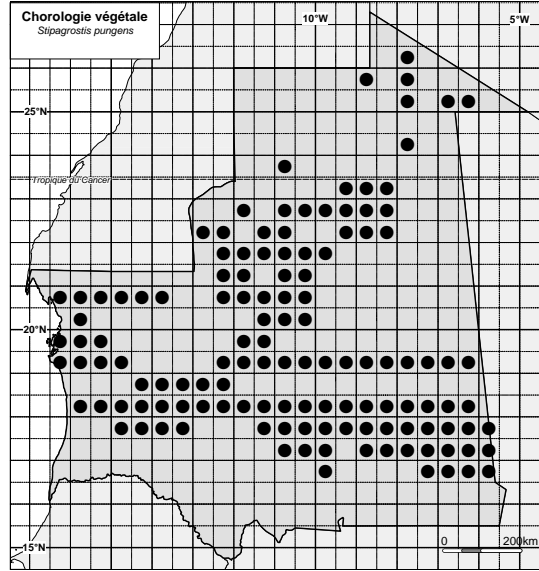 Chorologie végétale
Stipagrostis pungens
10°W
5°W
25°N
Tropique du Cancer
20°N
15°N
0 200km